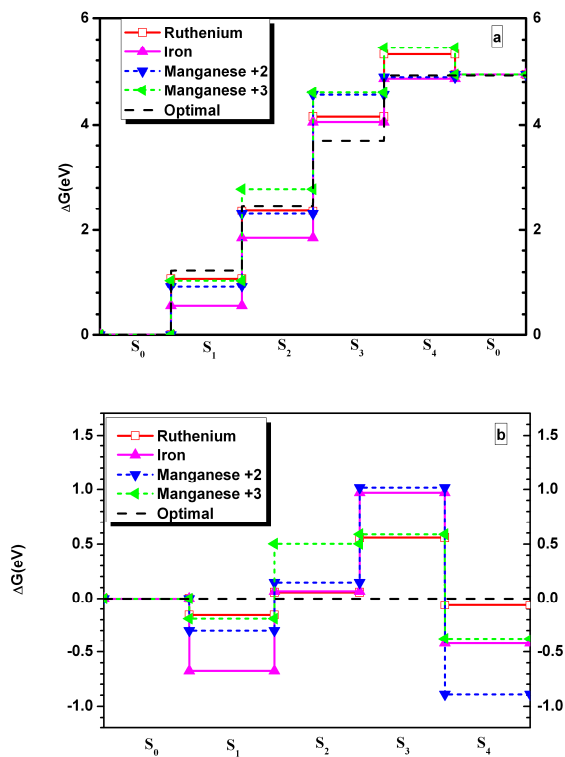 6 6
a
Ruthenium
Iron
Manganese +2
Manganese +3
Optimal
4 4
ΔG(eV)
2 2
0 0
S₀ S₁ S₂ S₃ S₄ S₀
b
1.5 1.5
Ruthenium
Iron
Manganese +2
Manganese +3
Optimal
1.0 1.0
0.5 0.5
ΔG(eV)
0.0 0.0
-0.5 -0.5
-1.0 -1.0
S₀ S₁ S₂ S₃ S₄